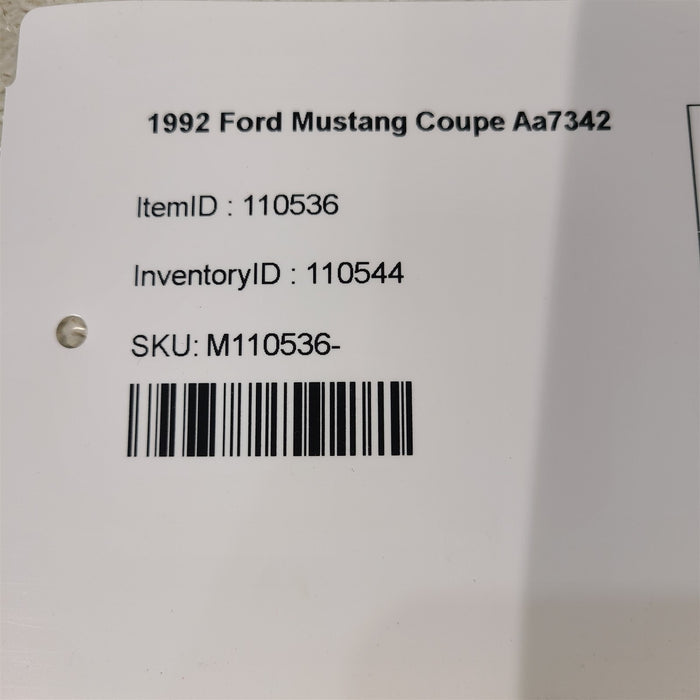 1992 Ford Mustang Coupe Aa7342
ItemID : 110536
InventoryID : 110544
SKU: M110536-